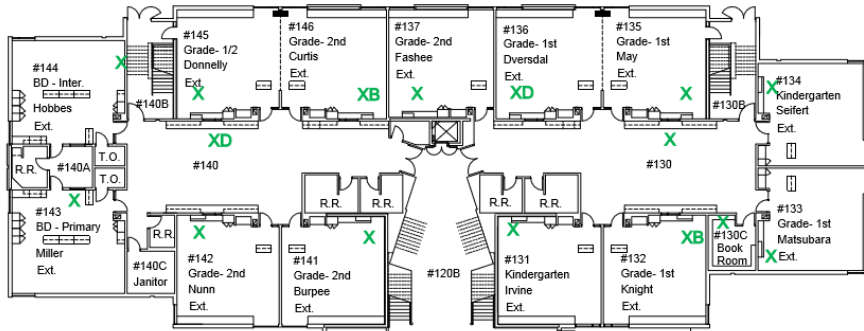 #145
Grade- 1/2
Donnelly
Ext.
X
#146
Grade- 2nd
Curtis
Ext.
XB
#137
Grade- 2nd
Fashee
Ext.
X
#136
Grade- 1st
Dversdal
Ext.
XD
#135
Grade- 1st
May
Ext.
X
#144
BD - Inter.
Hobbes
Ext.
X
#140B
#130B
#134
Kindergarten
Seifert
Ext.
X
XD
#140
X
#130
R.R.
#140A
T.O.
T.O.
R.R.
R.R.
R.R.
R.R.
#143
BD - Primary
Miller
Ext.
X
R.R.
#140C
Janitor
X
#142
Grade- 2nd
Nunn
Ext.
X
#141
Grade- 2nd
Burpee
Ext.
#120B
X
#131
Kindergarten
Irvine
Ext.
XB
#132
Grade- 1st
Knight
Ext.
X
#130C
Book
Room
#133
Grade- 1st
Matsubara
X
Ext.